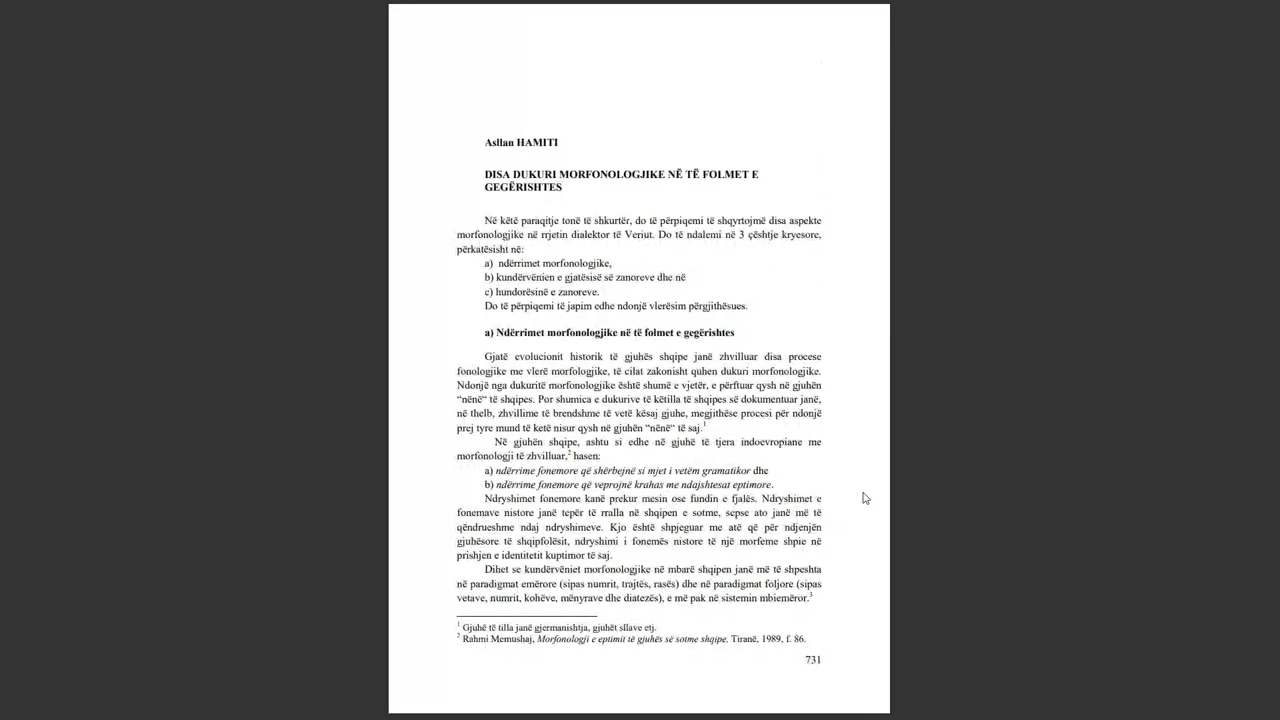 Asllan HAMITI
DISA DUKURI MORFONOLOGJIKE NË TË FOLMET E
GEGËRISHTES
Në këtë paraqitje tonë të shkurtër, do të përpiqemi të shqyrtojmë disa aspekte
morfonologjike në rrjetin dialektor të Veriut. Do të ndalemi në 3 çështje kryesore,
përkatësisht në:
a) ndërrimet morfonologjike,
b) kundërvënien e gjatësisë së zanoreve dhe në
c) hundorësinë e zanoreve.
Do të përpiqemi të japim edhe ndonjë vlerësim përgjithësues.
a) Ndërrimet morfonologjike në të folmet e gegërishtes
Gjatë evolucionit historik të gjuhës shqipe janë zhvilluar disa procese
fonologjike me vlerë morfologjike, të cilat zakonisht quhen dukuri morfonologjike.
Ndonjë nga dukuritë morfonologjike është shumë e vjetër, e përftuar qysh në gjuhën
“nënë“ të shqipes. Por shumica e dukurive të këtilla të shqipes së dokumentuar janë,
në thelb, zhvillime të brendshme të vetë kësaj gjuhe, megjithëse procesi për ndonjë
prej tyre mund të ketë nisur qysh në gjuhën “nënë“ të saj.1
Në gjuhën shqipe, ashtu si edhe në gjuhë të tjera indoevropiane me
morfonologji të zhvilluar,2 hasen:
a) ndërrime fonemore që shërbejnë si mjet i vetëm gramatikor dhe
b) ndërrime fonemore që veprojnë krahas me ndajshtesat eptimore.
Ndryshimet fonemore kanë prekur mesin ose fundin e fjalës. Ndryshimet e
fonemave nistore janë tepër të rralla në shqipen e sotme, sepse ato janë më të
qëndrueshme ndaj ndryshimeve. Kjo është shpjeguar me atë që për ndjenjën
gjuhësore të shqipfolësit, ndryshimi i fonemës nistore të një morfeme shpie në
prishjen e identitetit kuptimor të saj.
Dihet se kundërvëniet morfonologjike në mbarë shqipen janë më të shpeshta
në paradigmat emërore (sipas numrit, trajtës, rasës) dhe në paradigmat foljore (sipas
vetave, numrit, kohëve, mënyrave dhe diatezës), e më pak në sistemin mbiemëror.3
1 Gjuhë të tilla janë gjermanishtja, gjuhët sllave etj.
2 Rahmi Memushaj, Morfonologji e eptimit të gjuhës së sotme shqipe, Tiranë, 1989, f. 86.
731